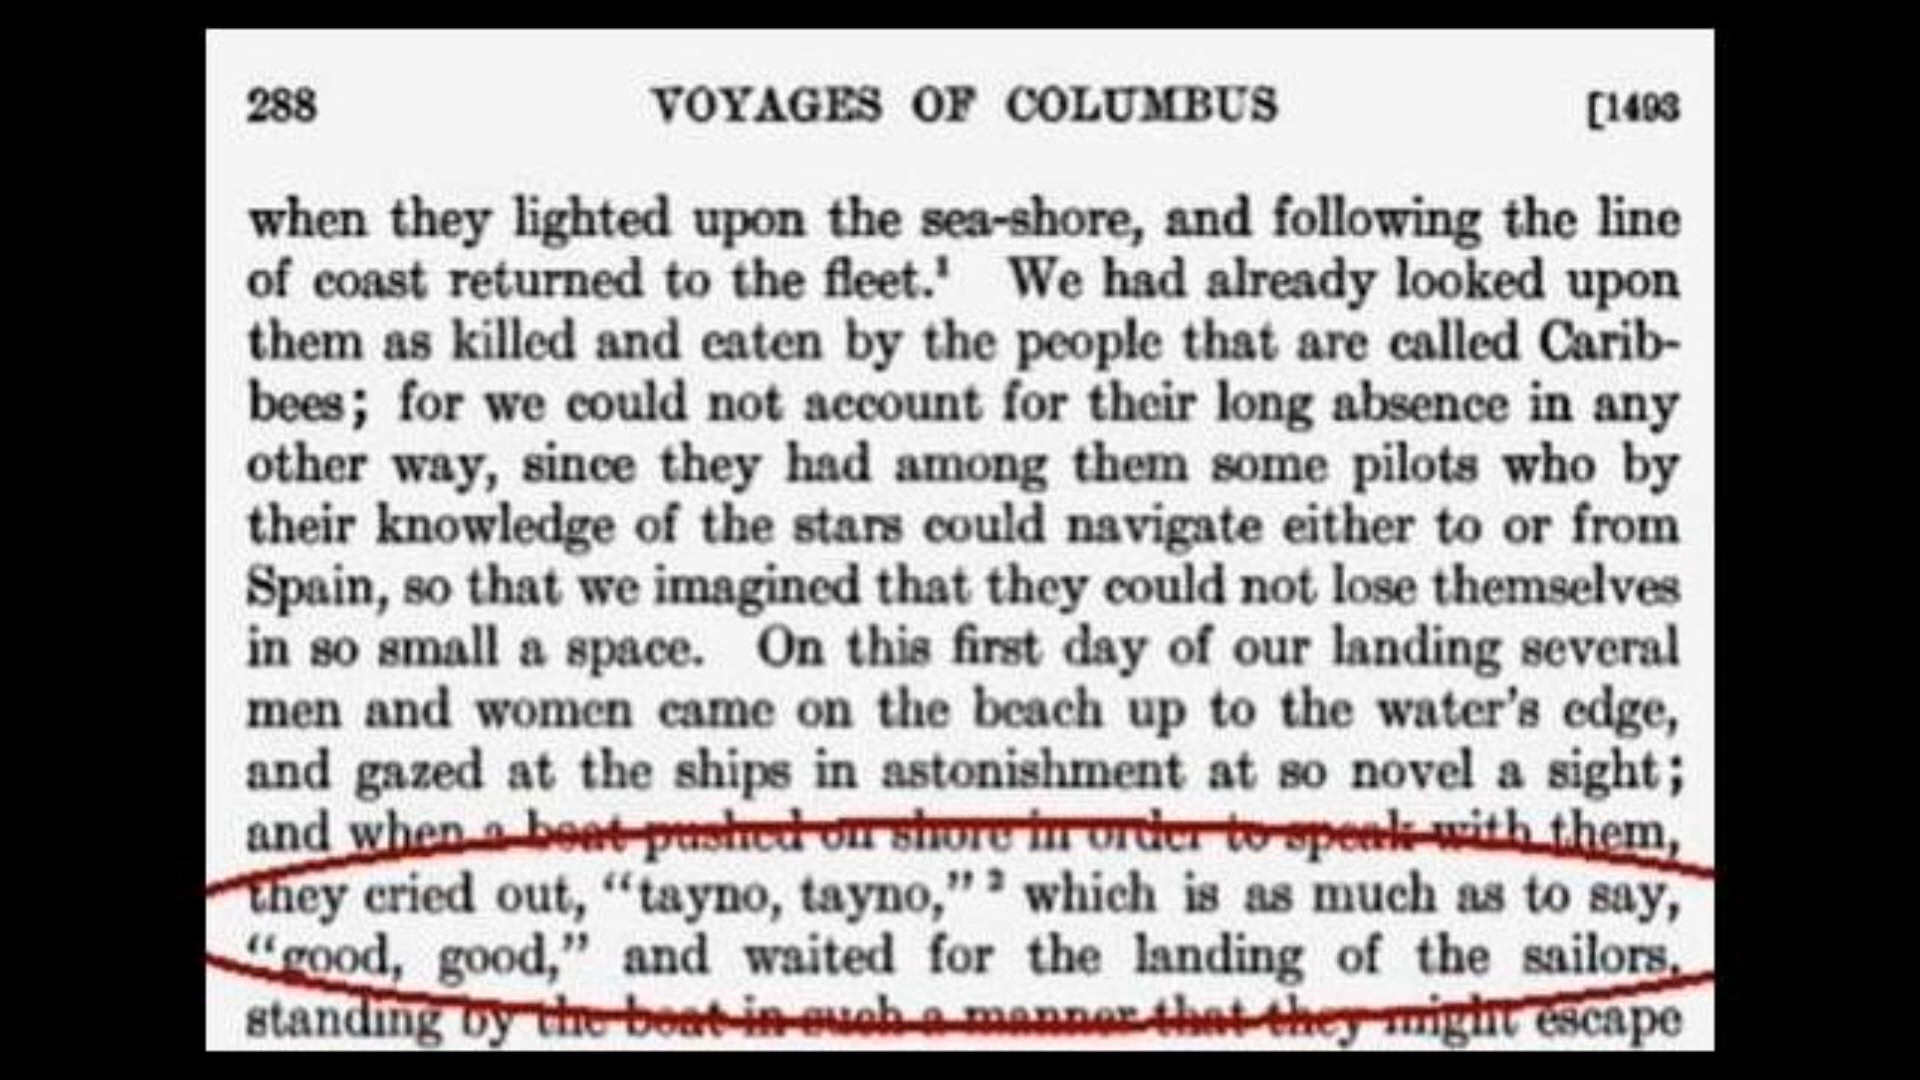 288 VOYAGES OF COLUMBUS [1493
when they lighted upon the sea-shore, and following the line
of coast returned to the fleet.¹ We had already looked upon
them as killed and eaten by the people that are called Carib-
bees; for we could not account for their long absence in any
other way, since they had among them some pilots who by
their knowledge of the stars could navigate either to or from
Spain, so that we imagined that they could not lose themselves
in so small a space. On this first day of our landing several
men and women came on the beach up to the water's edge,
and gazed at the ships in astonishment at so novel a sight;
and when a boat pushed on shore in order to speak with them,
they cried out, “tayno, tayno,” ² which is as much as to say,
“good, good,” and waited for the landing of the sailors,
standing by the boat in such a manner that they might escape